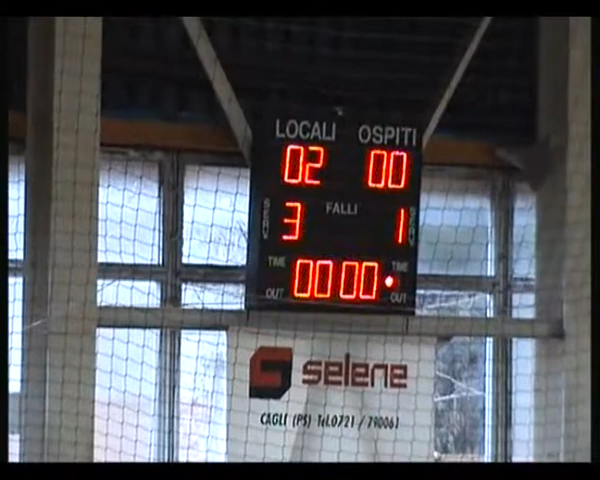 LOCALI OSPITI
02 00
SERV 3 FALLI 1 SERV
TIME 00 00 TIME
OUT OUT
selene
CAGLI (PS) Tel.0721 / 790061